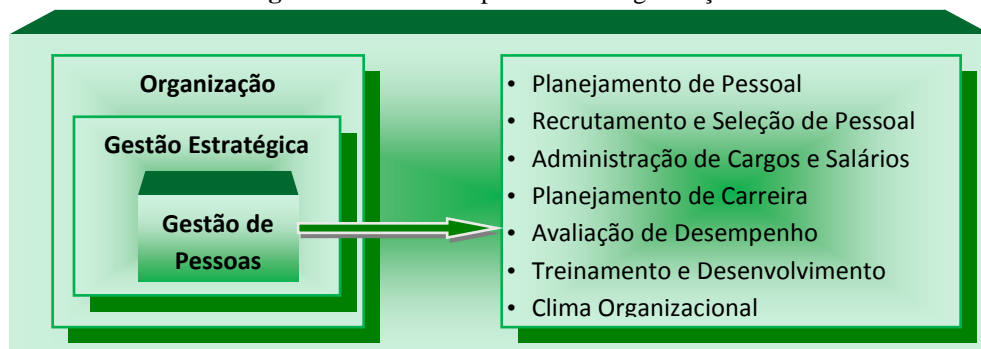 Organização
Gestão Estratégica
Gestão de
Pessoas
• Planejamento de Pessoal
• Recrutamento e Seleção de Pessoal
• Administração de Cargos e Salários
• Planejamento de Carreira
• Avaliação de Desempenho
• Treinamento e Desenvolvimento
• Clima Organizacional